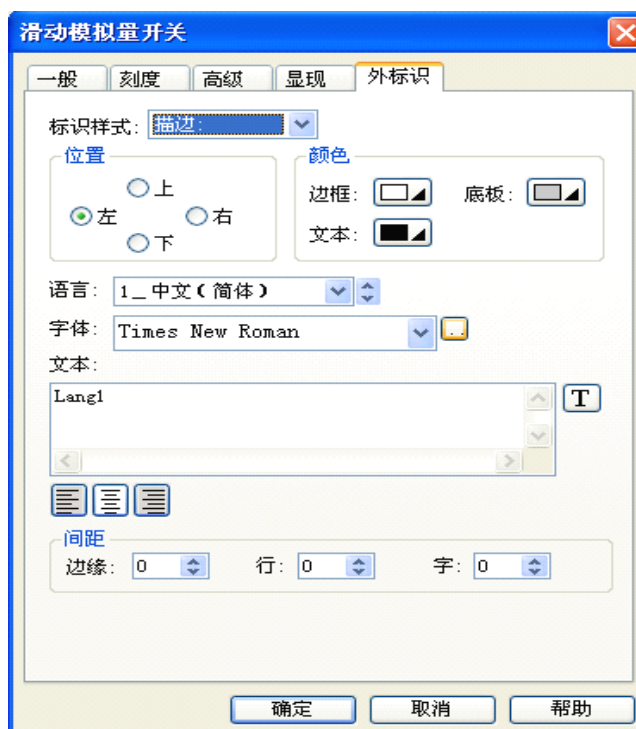 滑动模拟量开关
一般 刻度 高级 显现 外标识
标识样式: 描边:
位置 颜色
上
左 右
下
边框: 底板:
文本:
语言: 1_中文(简体)
字体: Times New Roman ..
文本:
Lang1
T
间距
边缘: 0 行: 0 字: 0
确定 取消 帮助